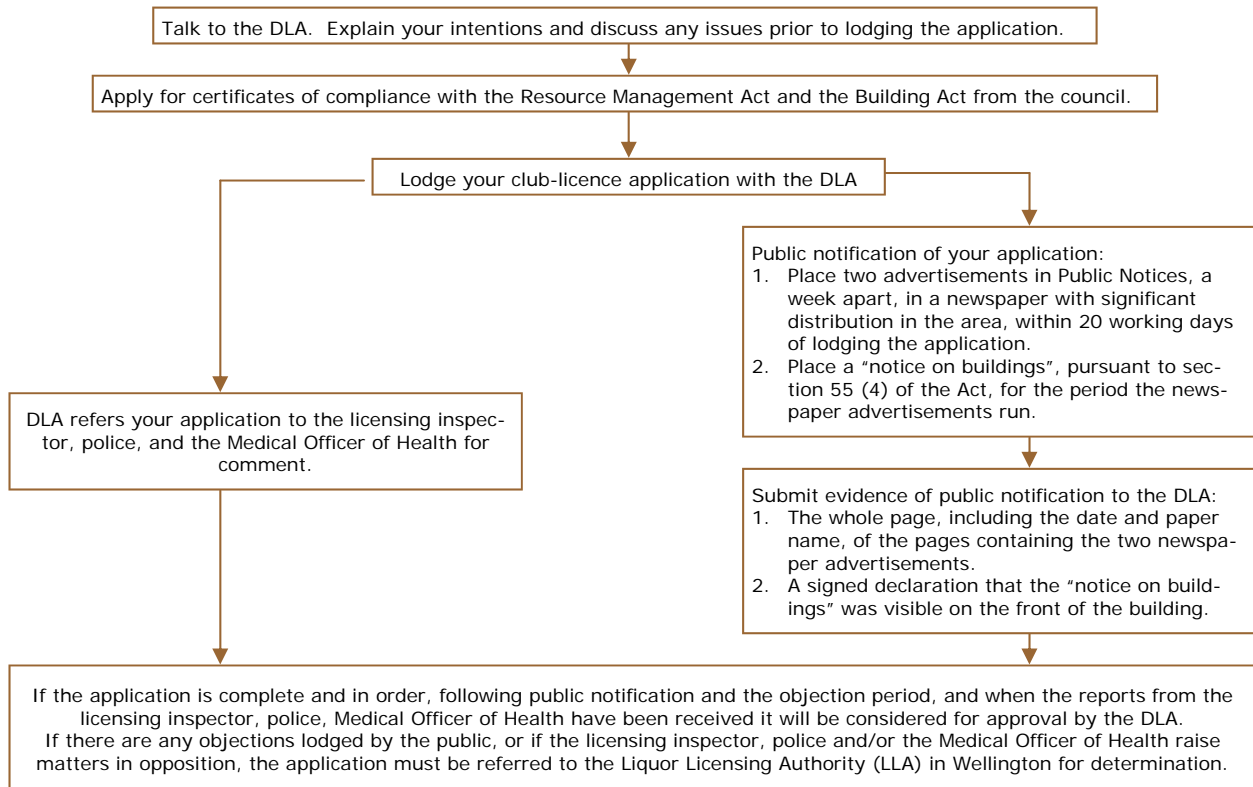 Talk to the DLA.  Explain your intentions and discuss any issues prior to lodging the application.
Apply for certificates of compliance with the Resource Management Act and the Building Act from the council.
Lodge your club-licence application with the DLA
DLA refers your application to the licensing inspec-
tor, police, and the Medical Officer of Health for
comment.
Public notification of your application:
1. Place two advertisements in Public Notices, a
week apart, in a newspaper with significant
distribution in the area, within 20 working days
of lodging the application.
2. Place a “notice on buildings”, pursuant to sec-
tion 55 (4) of the Act, for the period the news-
paper advertisements run.
Submit evidence of public notification to the DLA:
1. The whole page, including the date and paper
name, of the pages containing the two newspa-
per advertisements.
2. A signed declaration that the “notice on build-
ings” was visible on the front of the building.
If the application is complete and in order, following public notification and the objection period, and when the reports from the
licensing inspector, police, Medical Officer of Health have been received it will be considered for approval by the DLA.
If there are any objections lodged by the public, or if the licensing inspector, police and/or the Medical Officer of Health raise
matters in opposition, the application must be referred to the Liquor Licensing Authority (LLA) in Wellington for determination.